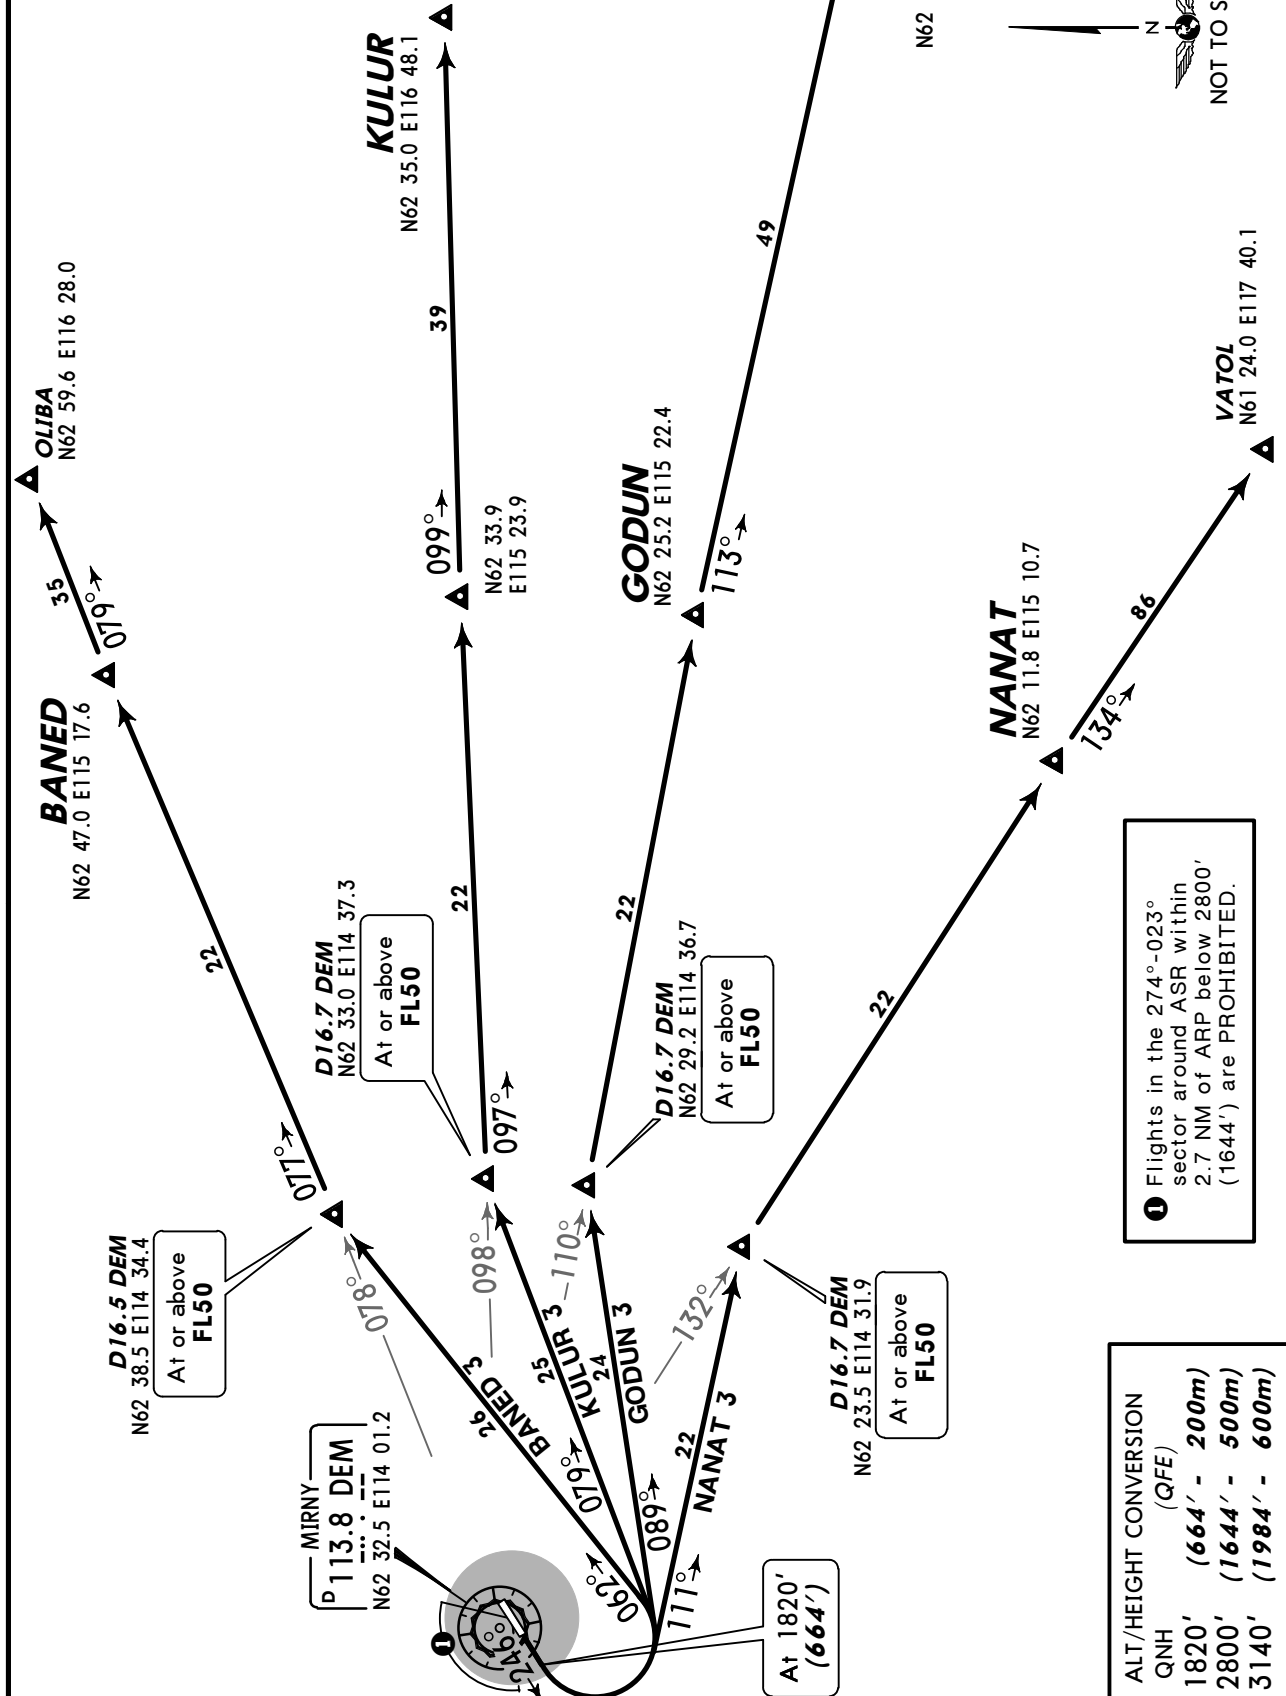 OLIBA
N62 59.6 E116 28.0
35
079°
BANED
N62 47.0 E115 17.6
22
077°
D16.5 DEM
N62 38.5 E114 34.4
At or above
FL50
078°
KULUR
N62 35.0 E116 48.1
39
099°
N62 33.9
E115 23.9
22
097°
D16.7 DEM
N62 33.0 E114 37.3
At or above
FL50
098°
GODUN
N62 25.2 E115 22.4
49
113°
22
D16.7 DEM
N62 29.2 E114 36.7
At or above
FL50
110°
NANAT
N62 11.8 E115 10.7
134°
86
VATOL
N61 24.0 E117 40.1
22
D16.7 DEM
N62 23.5 E114 31.9
At or above
FL50
132°
MIRNY
D
113.8 DEM
N62 32.5 E114 01.2
1
246°
BANED 3
26
062°
KULUR 3
25
079°
GODUN 3
24
089°
NANAT 3
22
111°
At 1820'
(664')
1 Flights in the 274°-023°
sector around ASR within
2.7 NM of ARP below 2800'
(1644') are PROHIBITED.
ALT/HEIGHT CONVERSION
QNH (QFE)
1820' (664' - 200m)
2800' (1644' - 500m)
3140' (1984' - 600m)
N62
N
NOT TO S